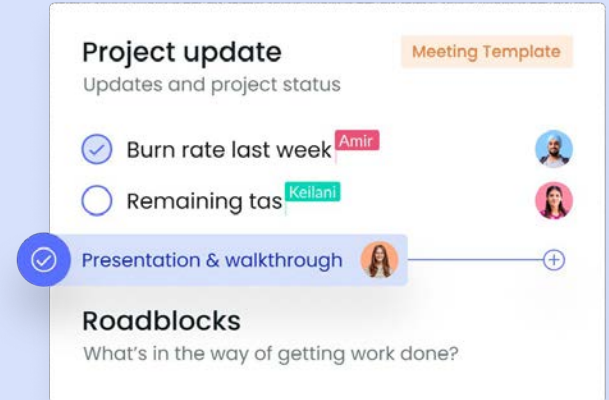 Project update
Meeting Template
Updates and project status
Burn rate last week
Amir
Remaining tas
Keilani
Presentation & walkthrough
Roadblocks
What's in the way of getting work done?